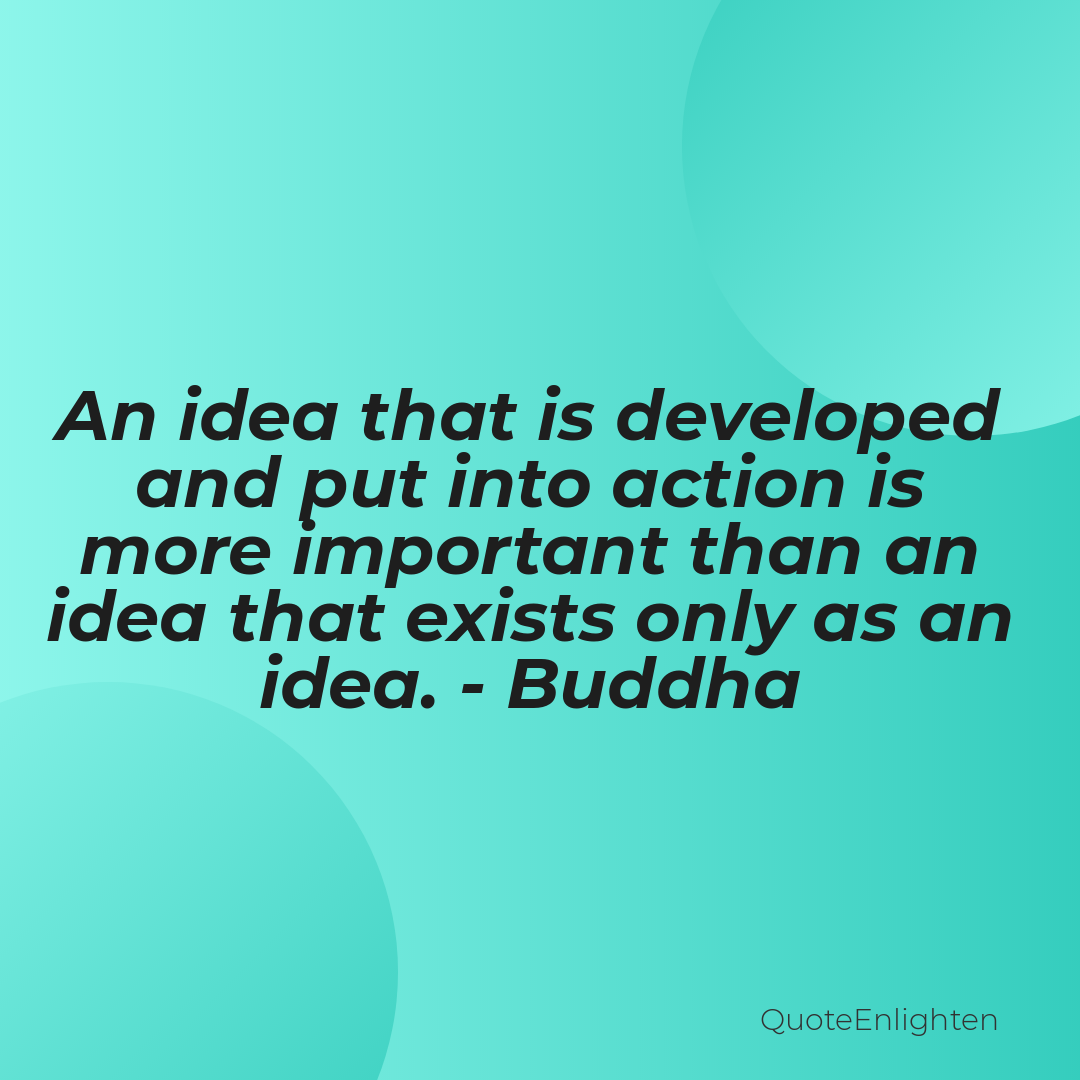 An idea that is developed
and put into action is
more important than an
idea that exists only as an
idea. - Buddha
QuoteEnlighten